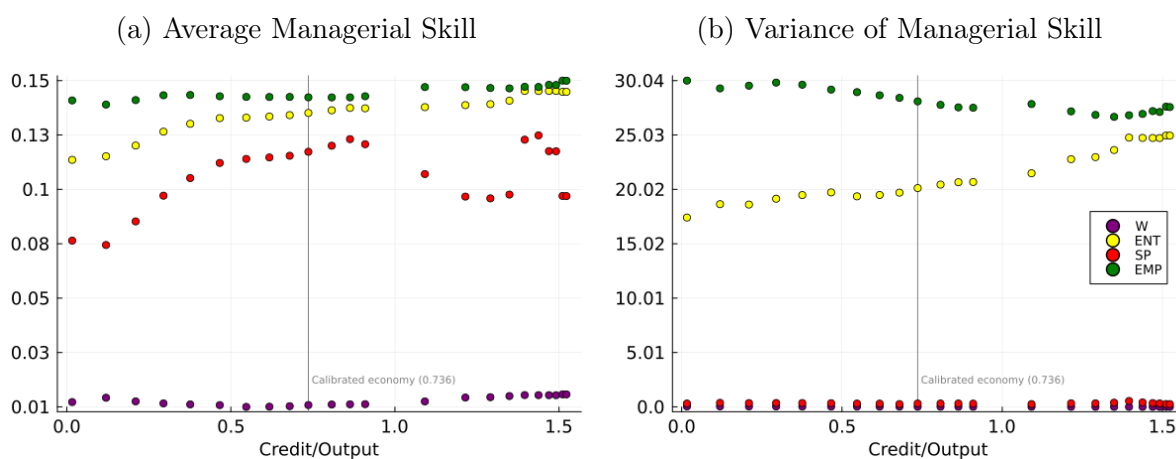 (a) Average Managerial Skill
0.15
0.13
0.1
0.08
0.05
0.03
0.01
Calibrated economy (0.736)
0.0
0.5
1.0
1.5
Credit/Output
(b) Variance of Managerial Skill
30.04
25.03
20.02
15.02
10.01
5.01
0.0
W
ENT
SP
EMP
Calibrated economy (0.736)
0.0
0.5
1.0
1.5
Credit/Output